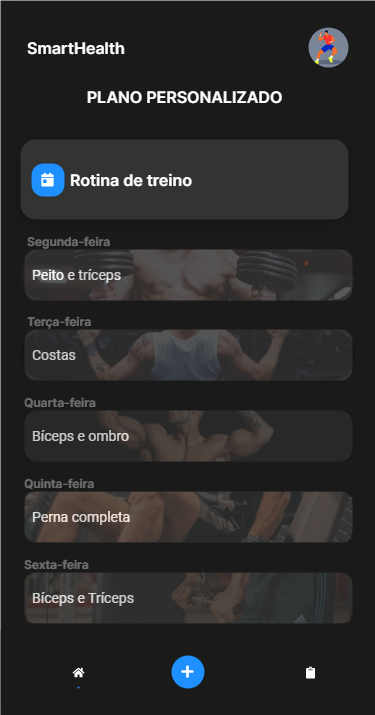 SmartHealth
PLANO PERSONALIZADO
Rotina de treino
Segunda-feira
Peito e tríceps
Terça-feira
Costas
Quarta-feira
Bíceps e ombro
Quinta-feira
Perna completa
Sexta-feira
Bíceps e Tríceps